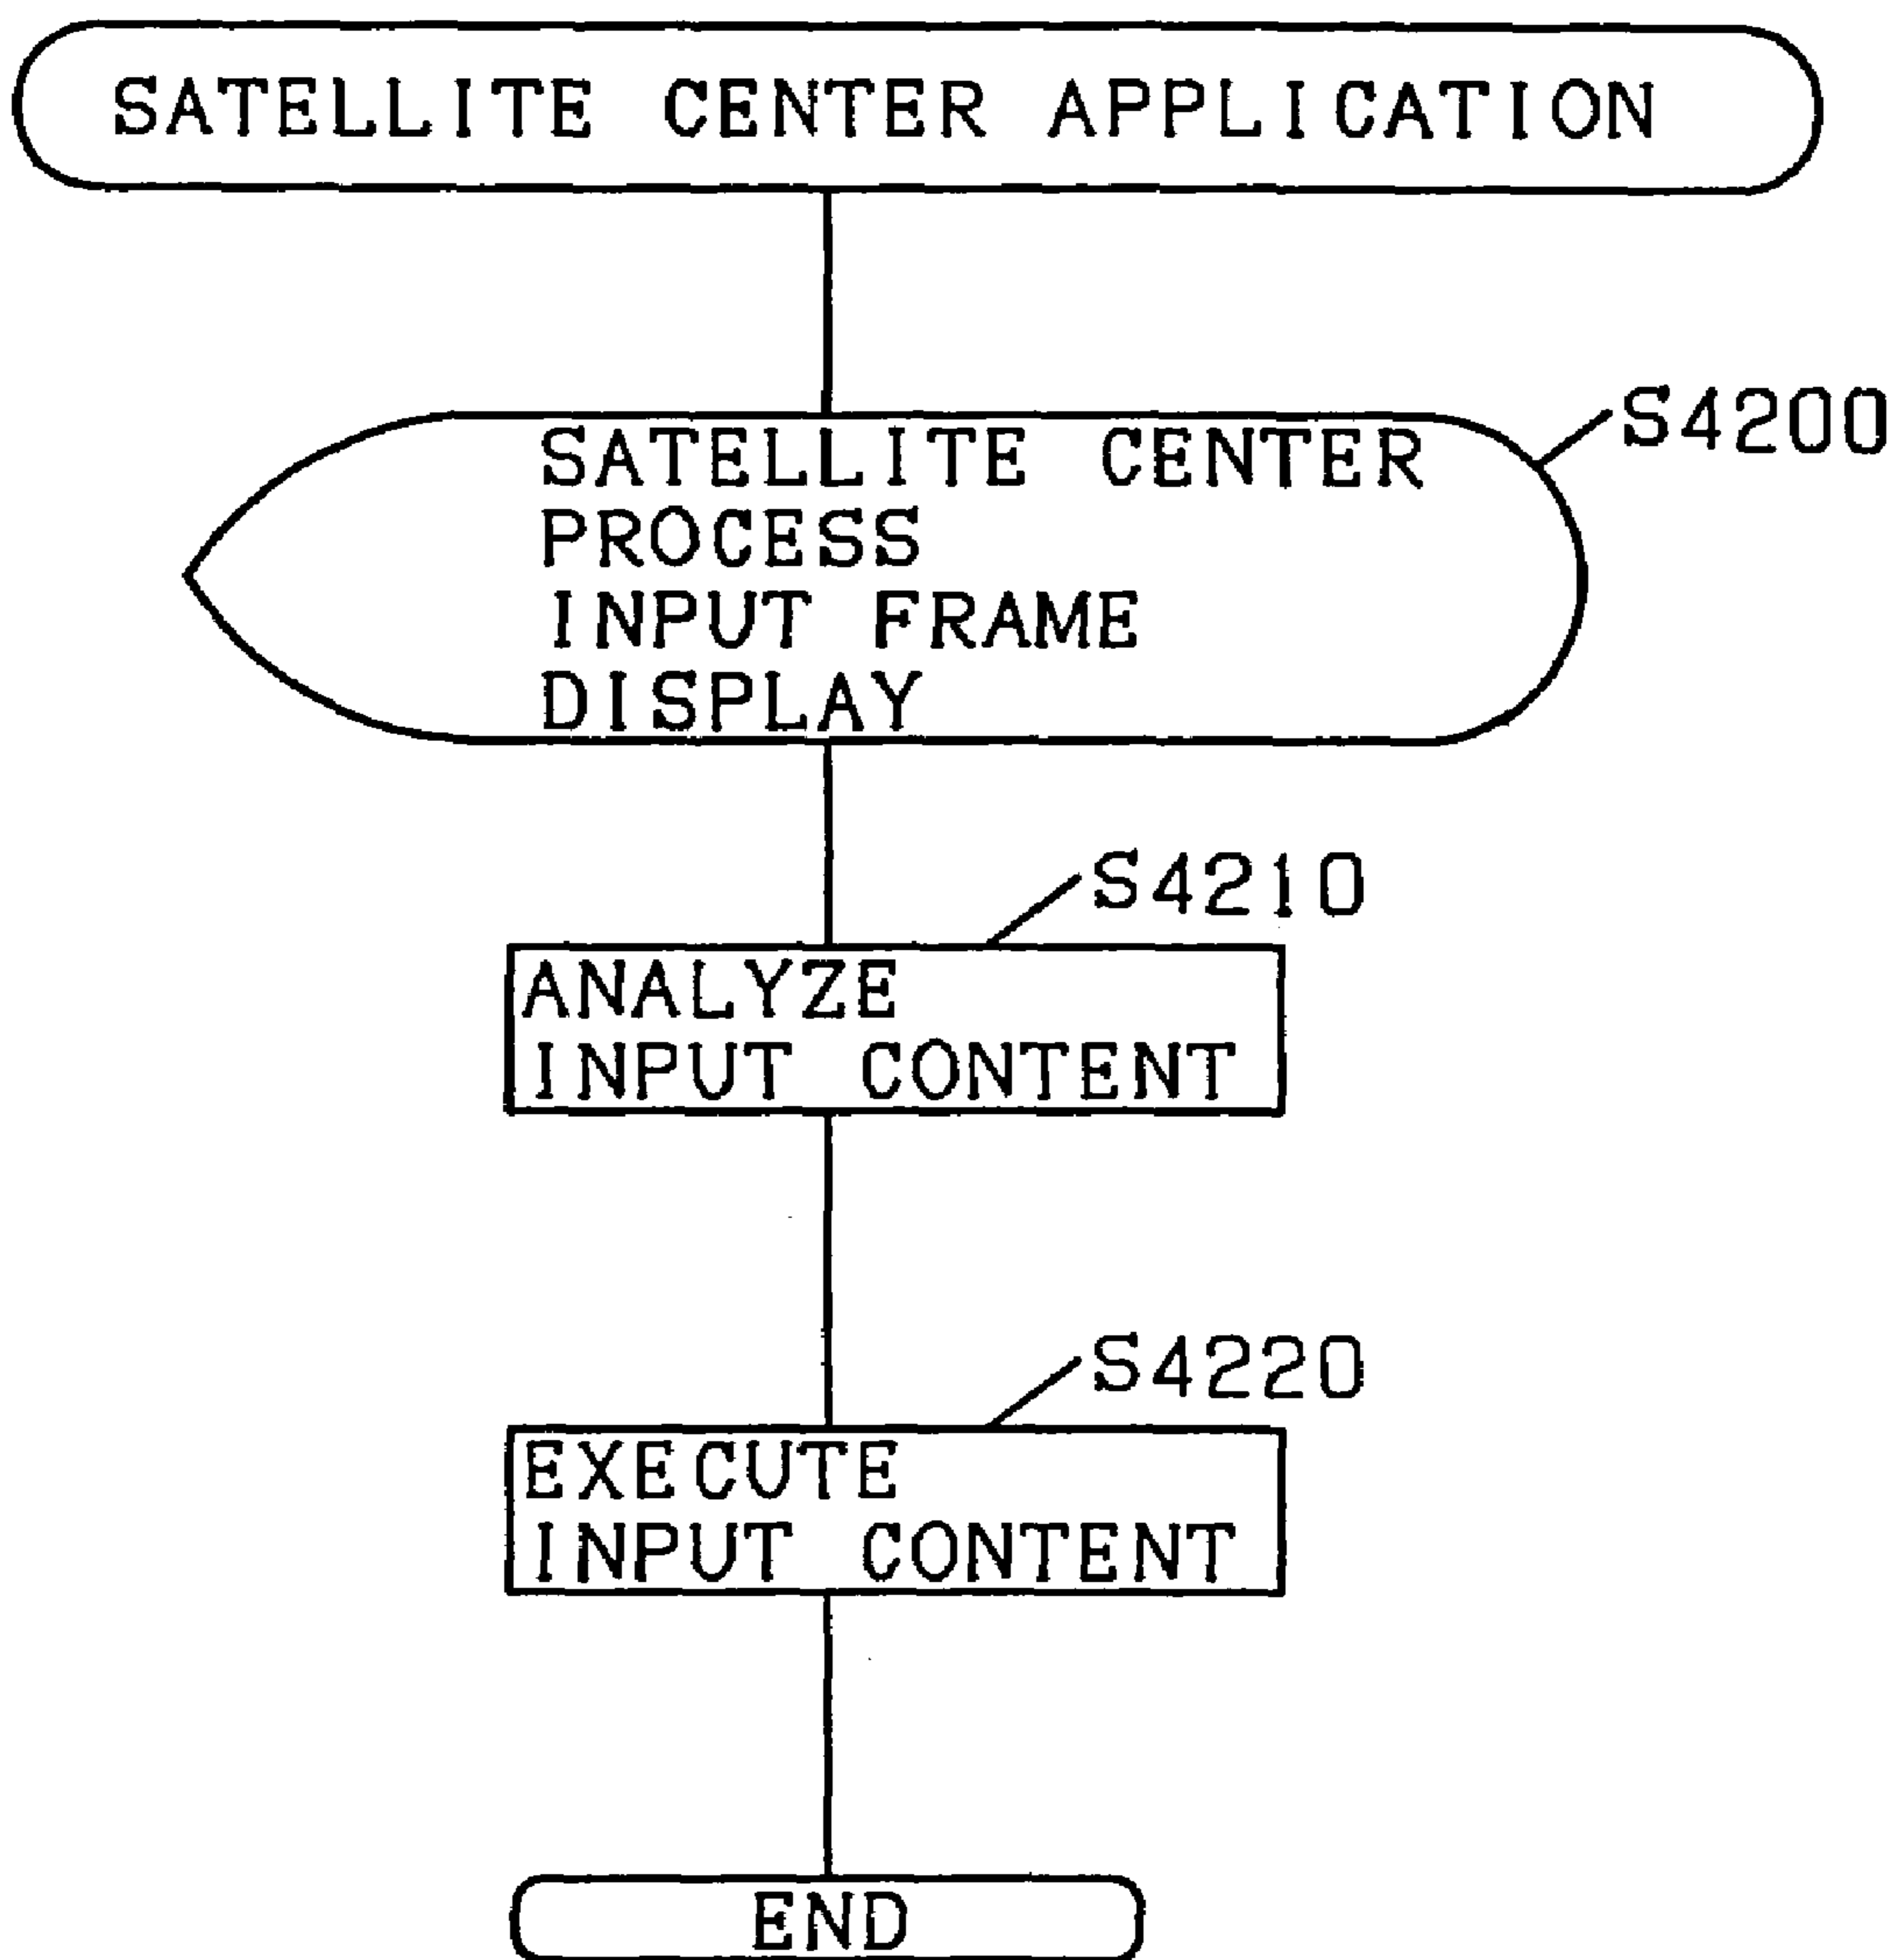 SATELLITE CENTER APPLICATION
S4200
SATELLITE CENTER
PROCESS
INPUT FRAME
DISPLAY
S4210
ANALYZE
INPUT CONTENT
S4220
EXECUTE
INPUT CONTENT
END